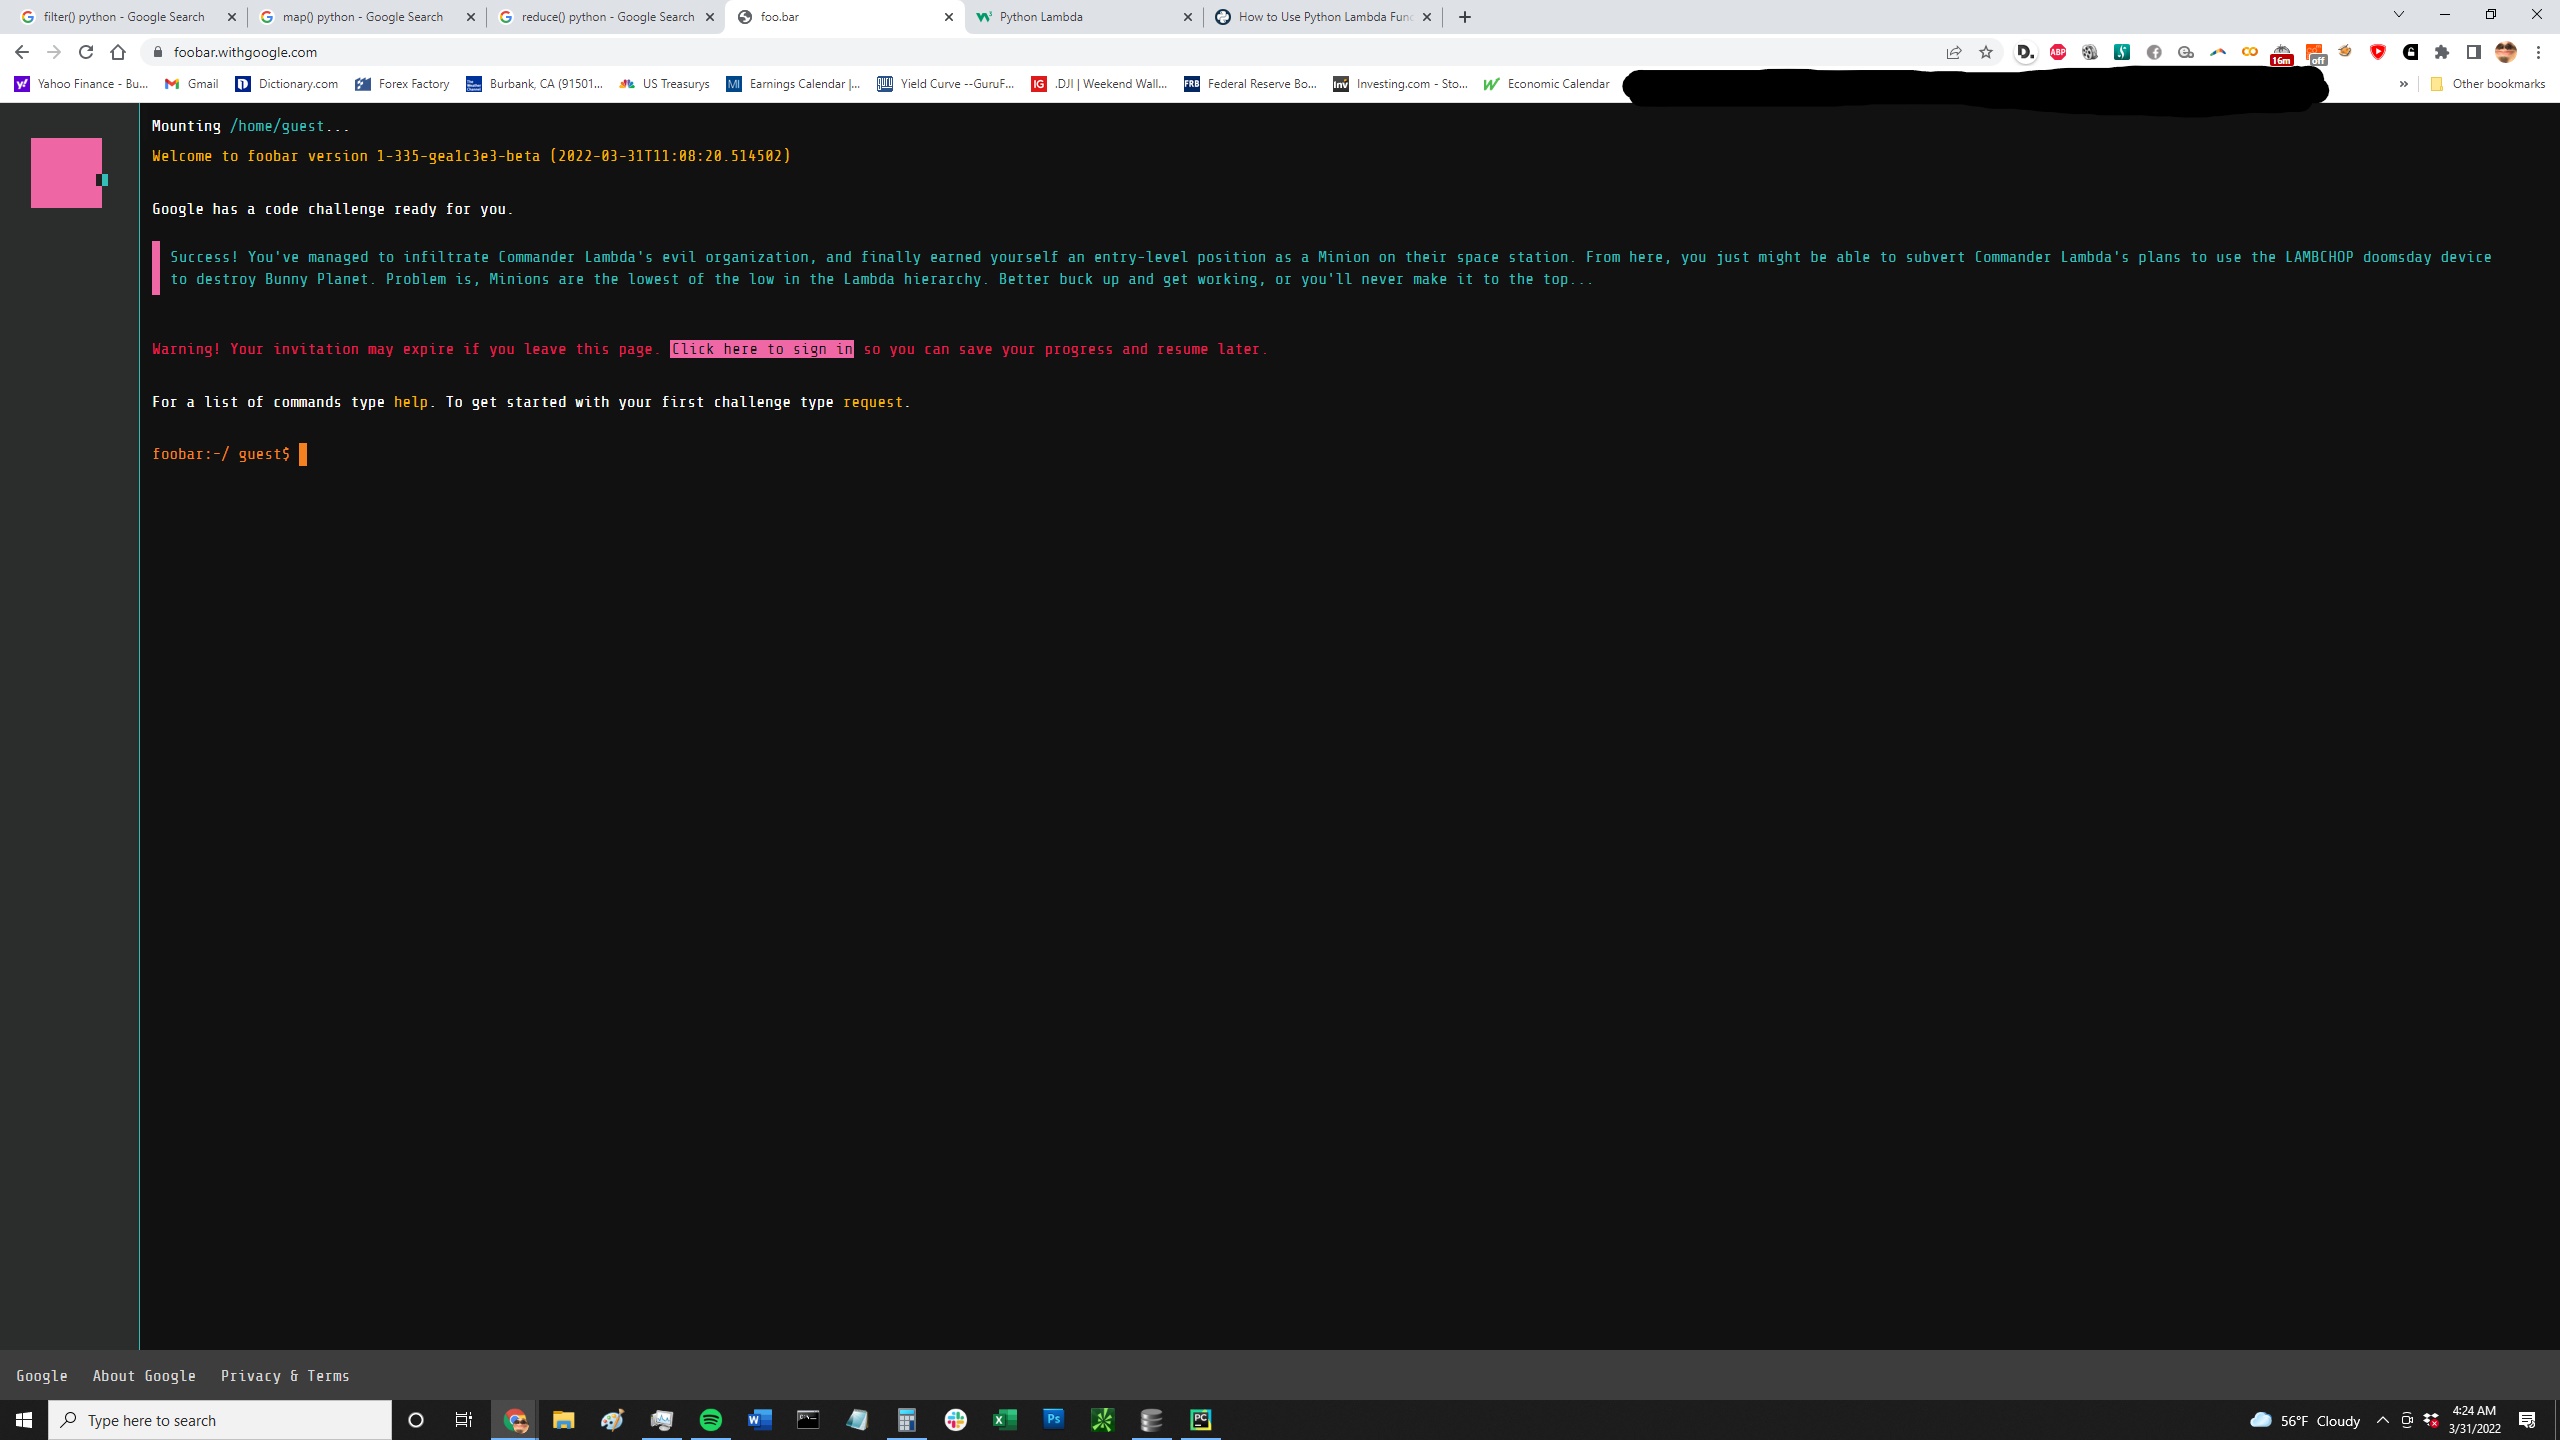 filter() python - Google Search
map() python - Google Search
reduce() python - Google Search
foo.bar
Python Lambda
How to Use Python Lambda Fun
foobar.withgoogle.com
ABP
16m
off
Yahoo Finance - Bu...
Gmail
Dictionary.com
Forex Factory
Burbank, CA (91501...
US Treasurys
MI
Earnings Calendar |...
Yield Curve --GuruF...
IG
.DJI | Weekend Wall...
FRB
Federal Reserve Bo...
Inv
Investing.com - Sto...
Economic Calendar
»
Other bookmarks
Mounting /home/guest...
Welcome to foobar version 1-335-gea1c3e3-beta (2022-03-31T11:08:20.514502)
Google has a code challenge ready for you.
Success! You've managed to infiltrate Commander Lambda's evil organization, and finally earned yourself an entry-level position as a Minion on their space station. From here, you just might be able to subvert Commander Lambda's plans to use the LAMBCHOP doomsday device
to destroy Bunny Planet. Problem is, Minions are the lowest of the low in the Lambda hierarchy. Better buck up and get working, or you'll never make it to the top...
Warning! Your invitation may expire if you leave this page. Click here to sign in so you can save your progress and resume later.
For a list of commands type help. To get started with your first challenge type request.
foobar:~/ guest$
Google About Google Privacy & Terms
Type here to search
Ps
PC
56°F Cloudy
4:24 AM
3/31/2022